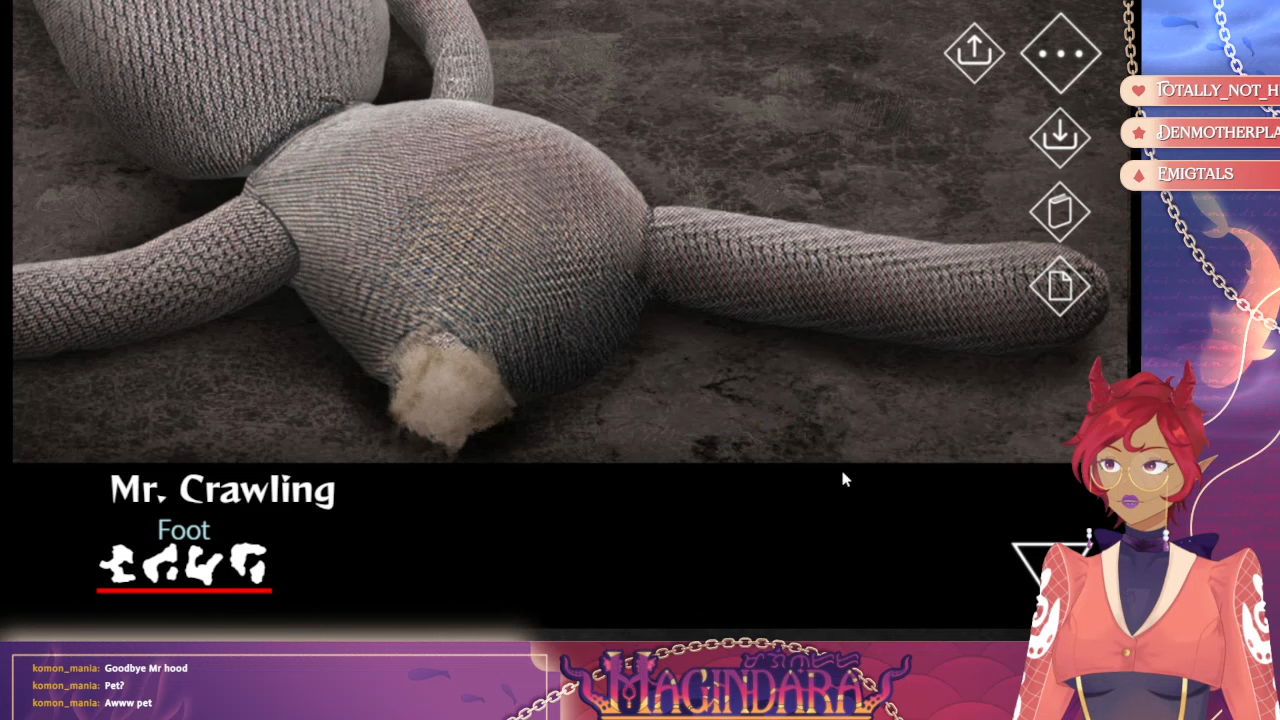 TOTALLY_NOT_H
DENMOTHERPLA
EMIGTALS
Mr. Crawling
Foot
komon_mania: Goodbye Mr hood
komon_mania: Pet?
komon_mania: Awww pet
MAGINDARA